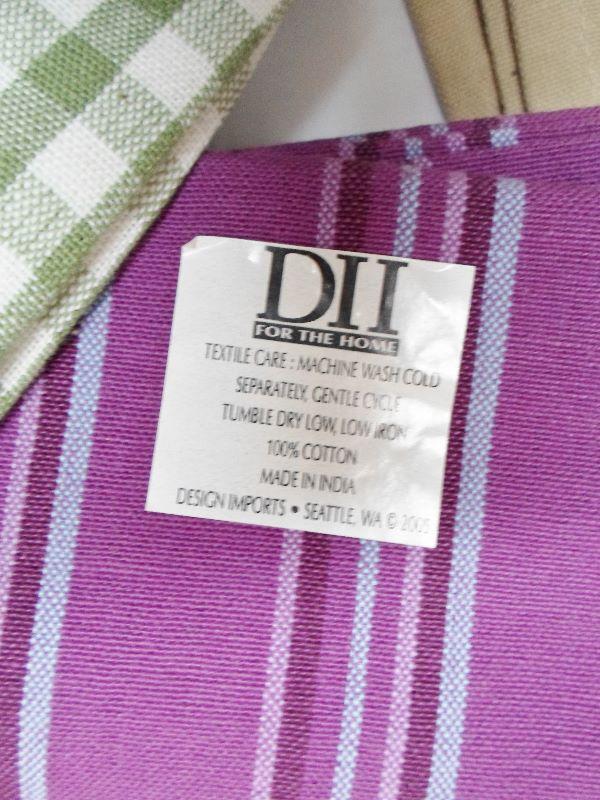 DII
FOR THE HOME
TEXTILE CARE : MACHINE WASH COLD
SEPARATELY, GENTLE CYCLE
TUMBLE DRY LOW, LOW IRON
100% COTTON
MADE IN INDIA
DESIGN IMPORTS • SEATTLE, WA © 2005